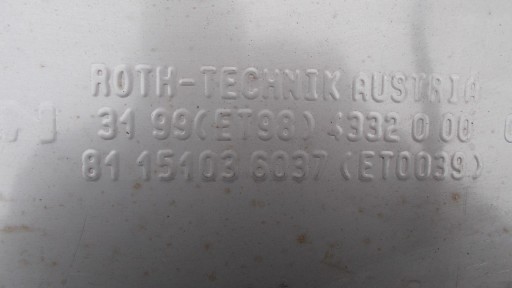 ROTH-TECHNIK AUSTRIA
31 99(ET98) 4332 0 00
81 15103 6037 (ET0039)